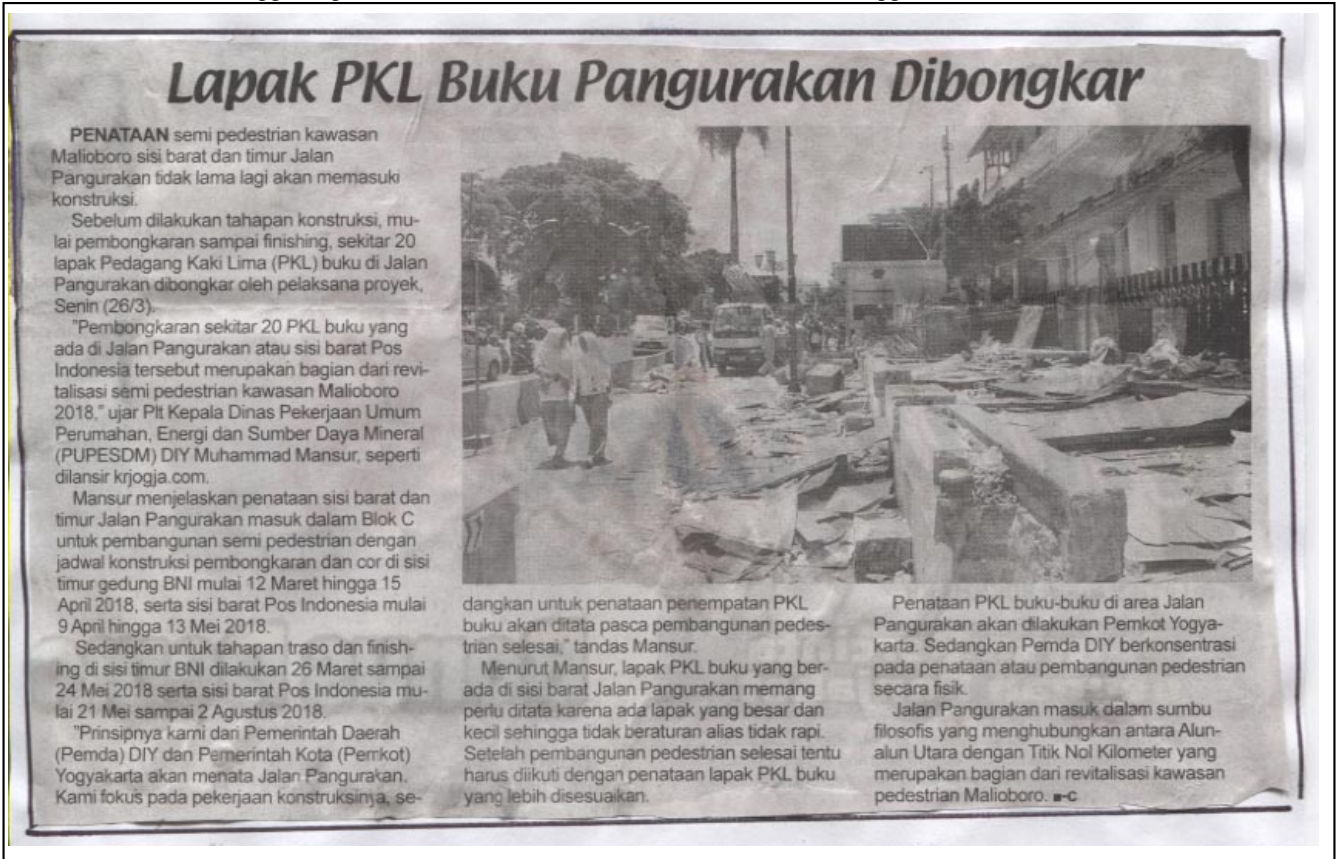 Lapak PKL Buku Pangurakan Dibongkar
PENATAAN semi pedestrian kawasan
Malioboro sisi barat dan timur Jalan
Pangurakan tidak lama lagi akan memasuki
konstruksi.
Sebelum dilakukan tahapan konstruksi, mu-
lai pembongkaran sampai finishing, sekitar 20
lapak Pedagang Kaki Lima (PKL) buku di Jalan
Pangurakan dibongkar oleh pelaksana proyek,
Senin (26/3).
"Pembongkaran sekitar 20 PKL buku yang
ada di Jalan Pangurakan atau sisi barat Pos
Indonesia tersebut merupakan bagian dari revi-
talisasi semi pedestrian kawasan Malioboro
2018," ujar Plt Kepala Dinas Pekerjaan Umum
Perumahan, Energi dan Sumber Daya Mineral
(PUPESDM) DIY Muhammad Mansur, seperti
dilansir krjogja.com.
Mansur menjelaskan penataan sisi barat dan
timur Jalan Pangurakan masuk dalam Blok C
untuk pembangunan semi pedestrian dengan
jadwal konstruksi pembongkaran dan cor di sisi
timur gedung BNI mulai 12 Maret hingga 15
April 2018, serta sisi barat Pos Indonesia mulai
9 April hingga 13 Mei 2018.
Sedangkan untuk tahapan traso dan finish-
ing di sisi timur BNI dilakukan 26 Maret sampai
24 Mei 2018 serta sisi barat Pos Indonesia mu-
lai 21 Mei sampai 2 Agustus 2018.
"Prinsipnya kami dari Pemerintah Daerah
(Pemda) DIY dan Pemerintah Kota (Pemkot)
Yogyakarta akan menata Jalan Pangurakan.
Kami fokus pada pekerjaan konstruksinya, se-
dangkan untuk penataan penempatan PKL
buku akan ditata pasca pembangunan pedes-
trian selesai," tandas Mansur.
Menurut Mansur, lapak PKL buku yang ber-
ada di sisi barat Jalan Pangurakan memang
perlu ditata karena ada lapak yang besar dan
kecil sehingga tidak beraturan alias tidak rapi.
Setelah pembangunan pedestrian selesai tentu
harus diikuti dengan penataan lapak PKL buku
yang lebih disesuaikan.
Penataan PKL buku-buku di area Jalan
Pangurakan akan dilakukan Pemkot Yogya-
karta. Sedangkan Pemda DIY berkonsentrasi
pada penataan atau pembangunan pedestrian
secara fisik.
Jalan Pangurakan masuk dalam sumbu
filosofis yang menghubungkan antara Alun-
alun Utara dengan Titik Nol Kilometer yang
merupakan bagian dari revitalisasi kawasan
pedestrian Malioboro. ■-C